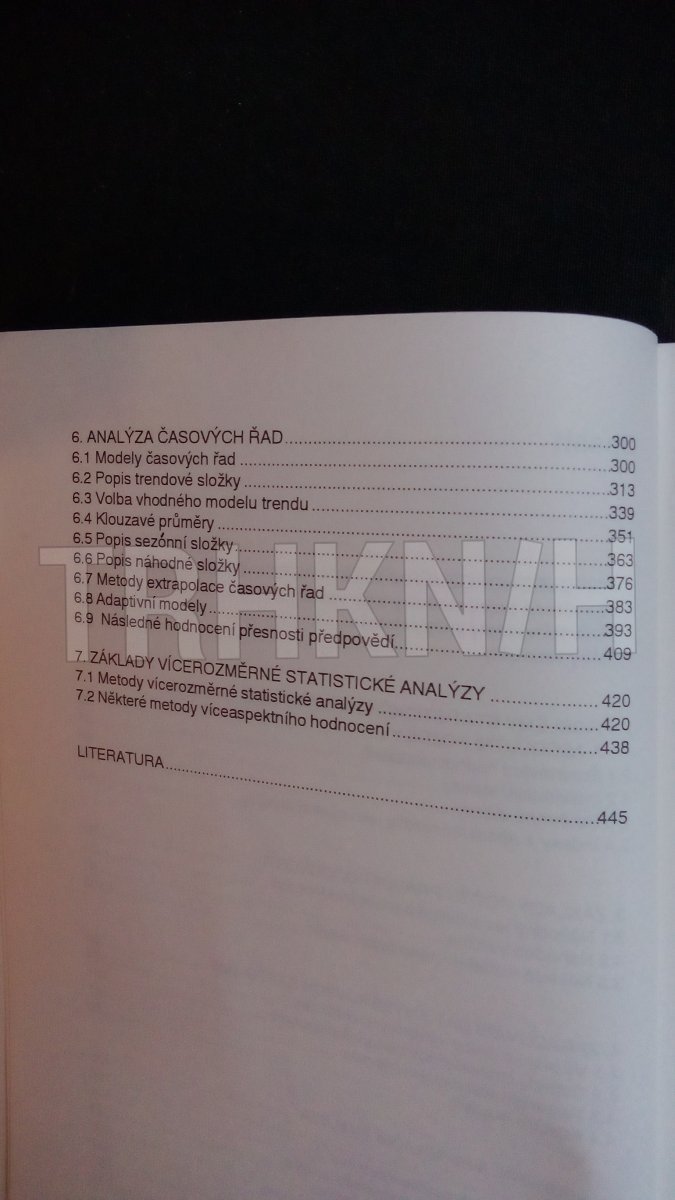 6. ANALÝZA ČASOVÝCH ŘAD..........300
6.1 Modely časových řad..........300
6.2 Popis trendové složky..........313
6.3 Volba vhodného modelu trendu..........339
6.4 Klouzavé průměry..........351
6.5 Popis sezónní složky..........363
6.6 Popis náhodné složky..........376
6.7 Metody extrapolace časových řad..........383
6.8 Adaptivní modely..........393
6.9 Následné hodnocení přesnosti předpovědí..........409
7. ZÁKLADY VÍCEROZMĚRNÉ STATISTICKÉ ANALÝZY..........420
7.1 Metody vícerozměrné statistické analýzy..........420
7.2 Některé metody víceaspektního hodnocení..........438
LITERATURA..........445